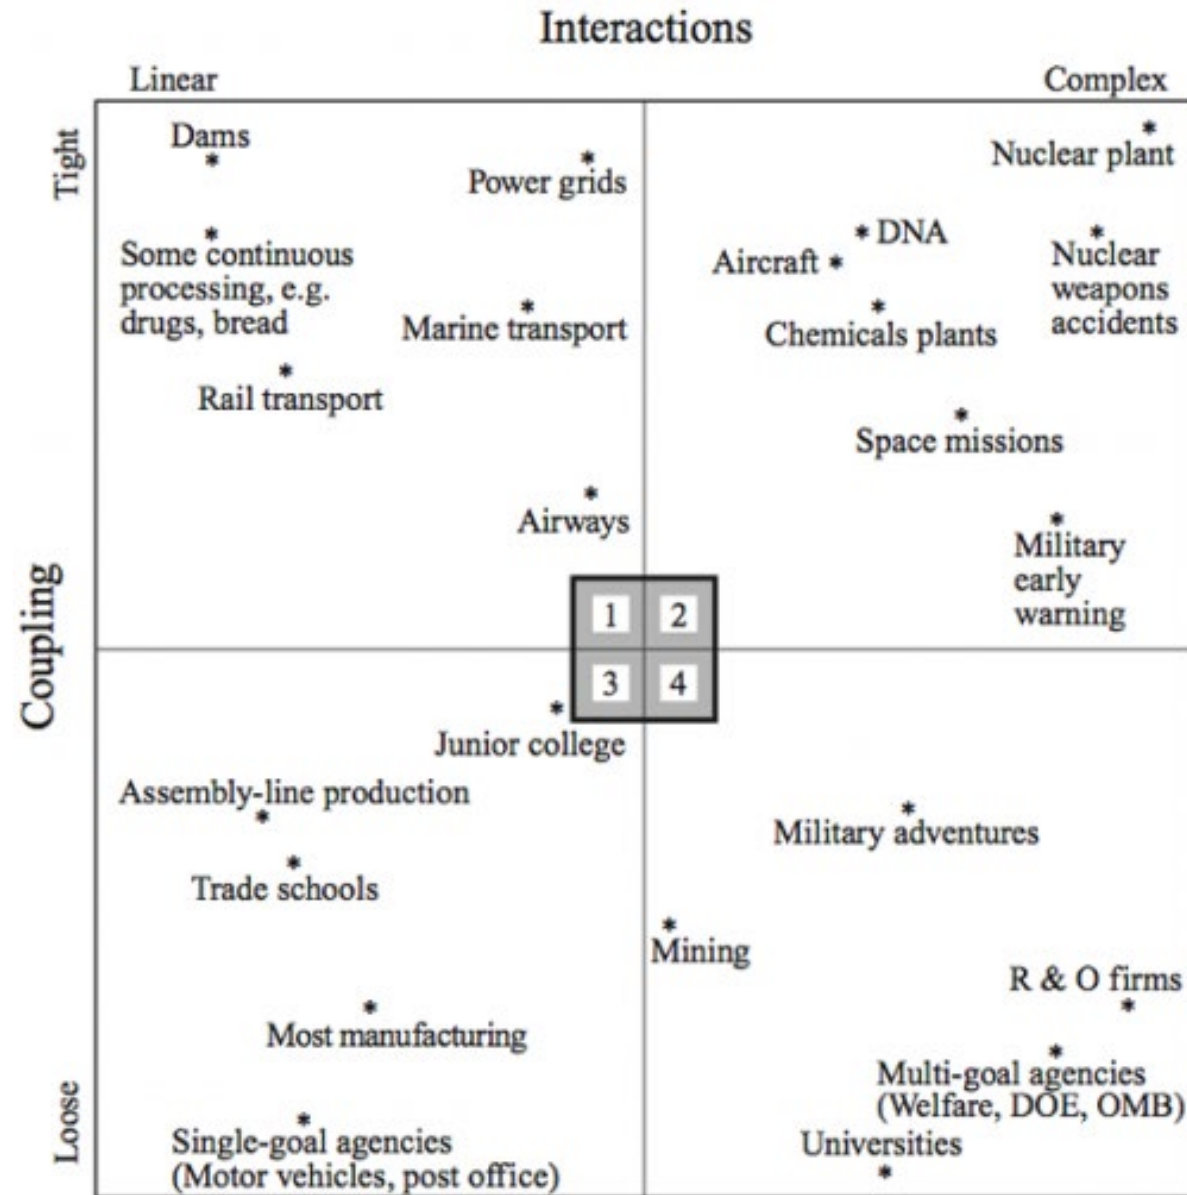 Interactions
Linear
Complex
Tight
Coupling
Loose
Dams
Power grids
Some continuous
processing, e.g.
drugs, bread
Marine transport
Rail transport
Airways
Nuclear plant
DNA
Aircraft
Nuclear
weapons
accidents
Chemicals plants
Space missions
Military
early
warning
1
2
3
4
Junior college
Assembly-line production
Trade schools
Most manufacturing
Single-goal agencies
(Motor vehicles, post office)
Military adventures
Mining
R & O firms
Multi-goal agencies
(Welfare, DOE, OMB)
Universities